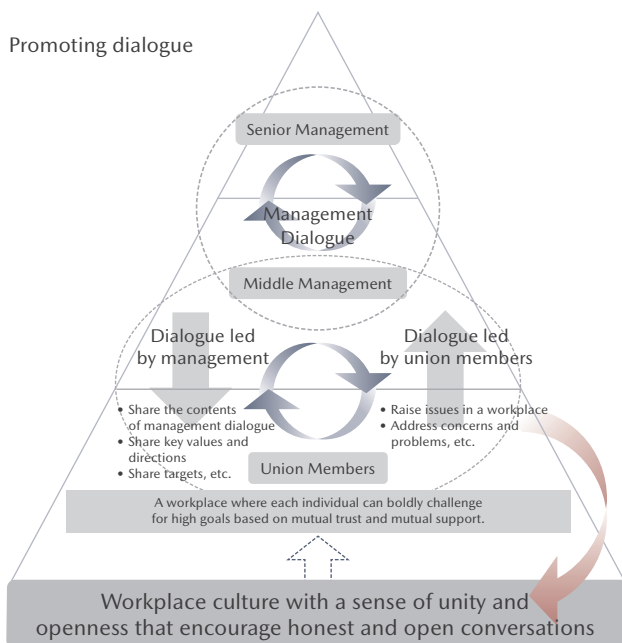 Promoting dialogue
Senior Management
Management
Dialogue
Middle Management
Dialogue led
by management
Dialogue led
by union members
• Share the contents
of management dialogue
• Share key values and
directions
• Share targets, etc.
• Raise issues in a workplace
• Address concerns and
problems, etc.
Union Members
A workplace where each individual can boldly challenge
for high goals based on mutual trust and mutual support.
Workplace culture with a sense of unity and
openness that encourage honest and open conversations